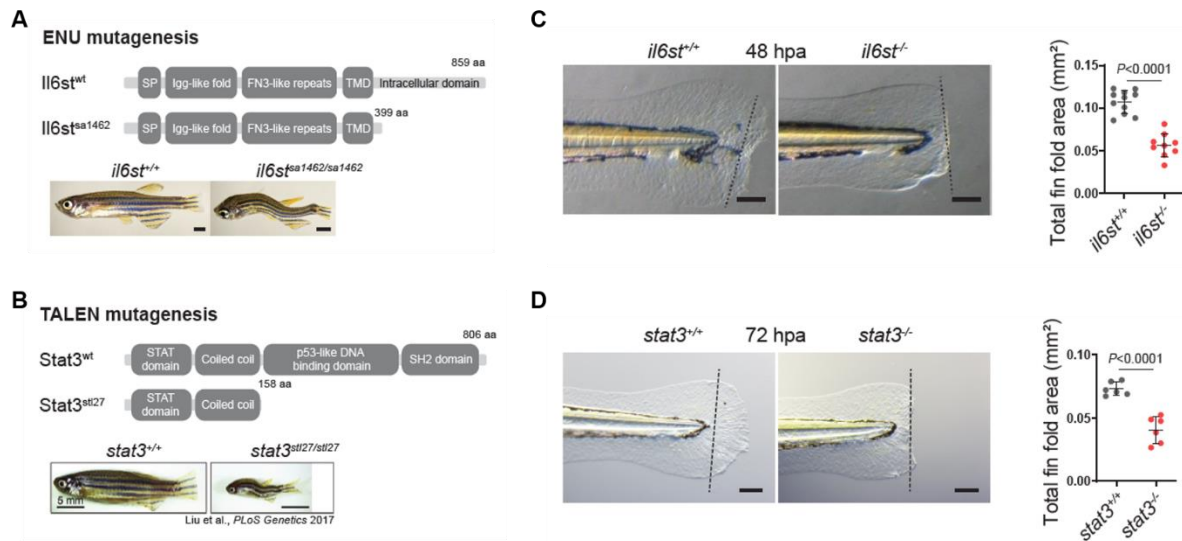 A
ENU mutagenesis
859 aa
Il6st^wt
SP
Igg-like fold
FN3-like repeats
TMD
Intracellular domain
399 aa
Il6st^sa1462
SP
Igg-like fold
FN3-like repeats
TMD
il6st^+/+
il6st^sa1462/sa1462
B
TALEN mutagenesis
806 aa
Stat3^wt
STAT domain
Coiled coil
p53-like DNA binding domain
SH2 domain
158 aa
Stat3^stl27
STAT domain
Coiled coil
stat3^+/+
stat3^stl27/stl27
5 mm
Liu et al., PLoS Genetics 2017
C
il6st^+/+ 48 hpa il6st^-/-
Total fin fold area (mm²)
P<0.0001
0.15
0.10
0.05
0.00
il6st^+/+
il6st^-/-
D
stat3^+/+ 72 hpa stat3^-/-
Total fin fold area (mm²)
P<0.0001
0.10
0.05
0.00
stat3^+/+
stat3^-/-